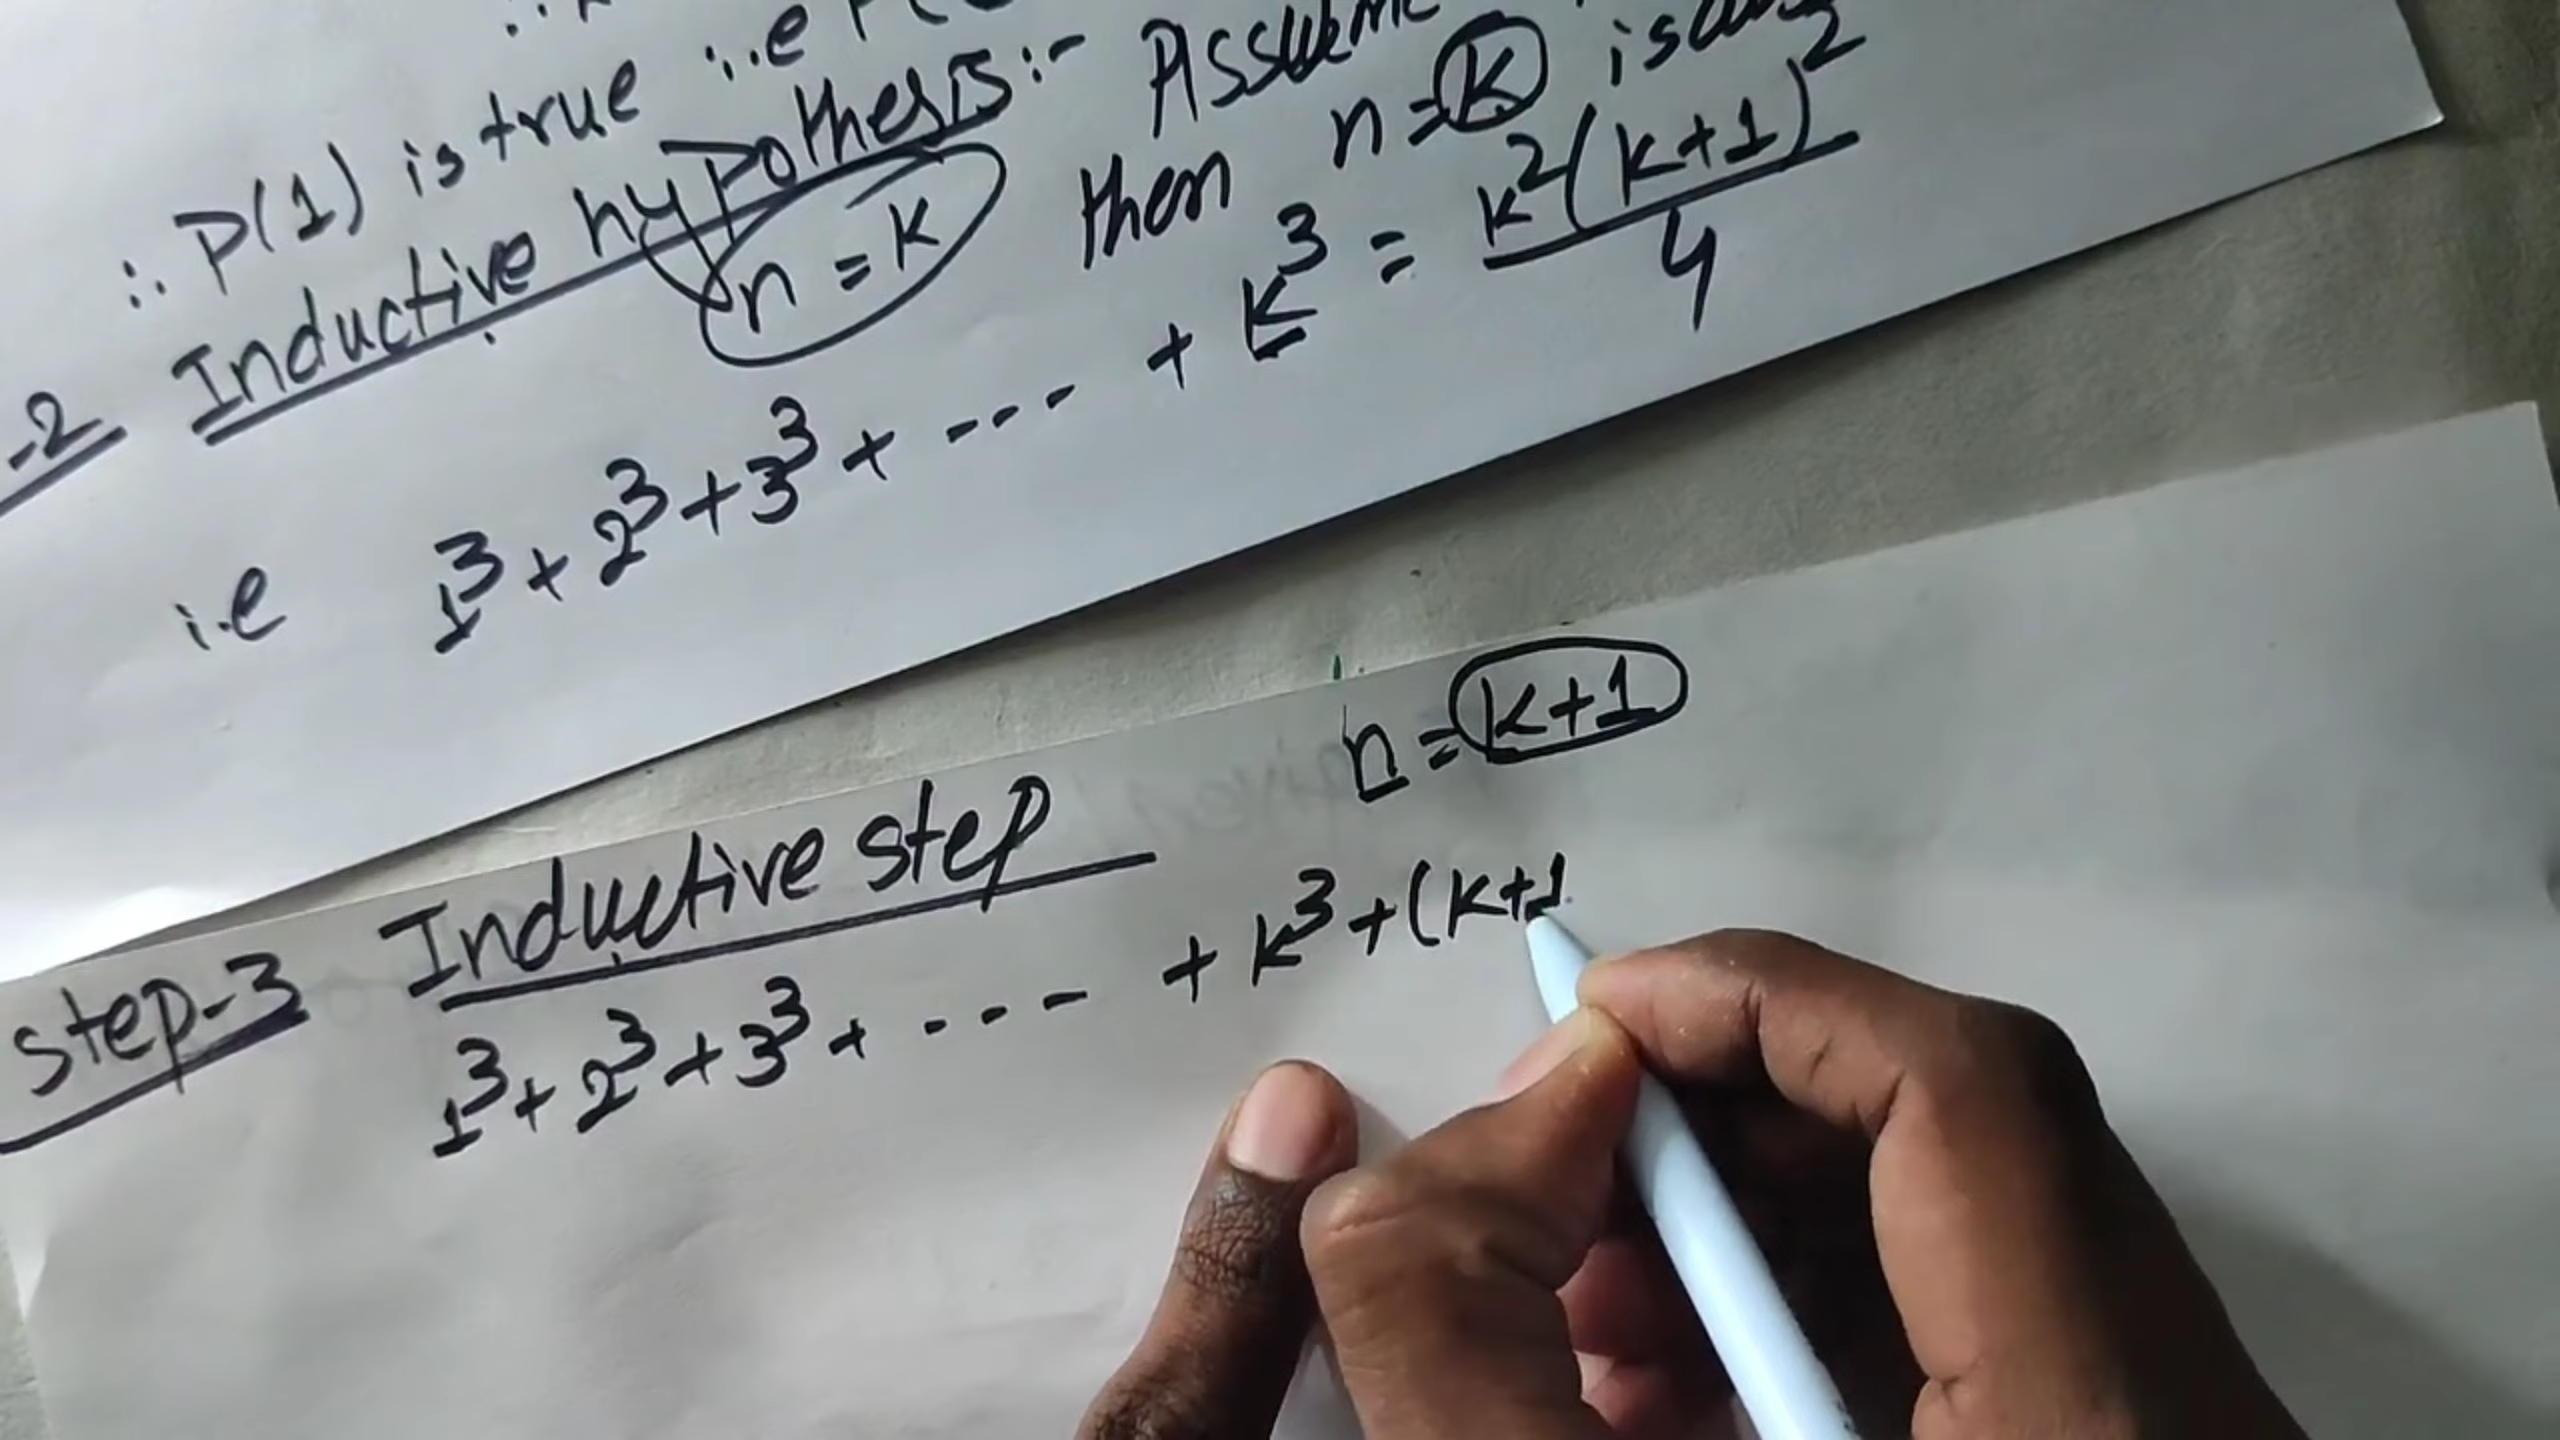 ∴ P(1) is true i.e P(
-2 Inductive hypothesis:- Assume
n=k then n=k is
i.e 1³+2³+3³+ ---- + k³ = k²(k+1)²/4
n=k+1
step-3 Inductive step
1³+2³+3³+ ---- + k³+(k+1